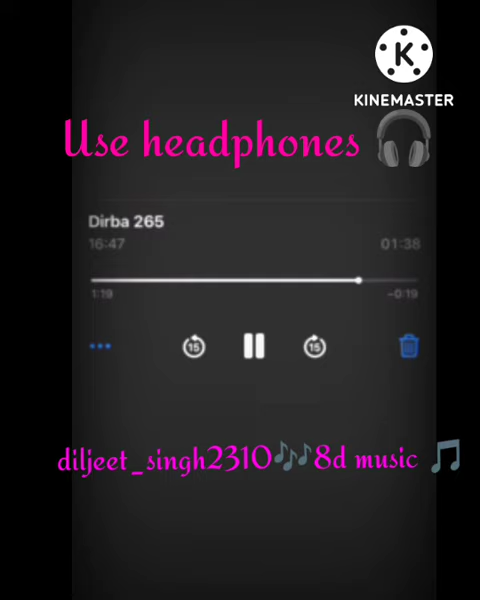 KINEMASTER
Use headphones 🎧
Dirba 265
16:47 01:38
1:19 -0:19
15 15
diljeet_singh2310🎶8d music 🎵